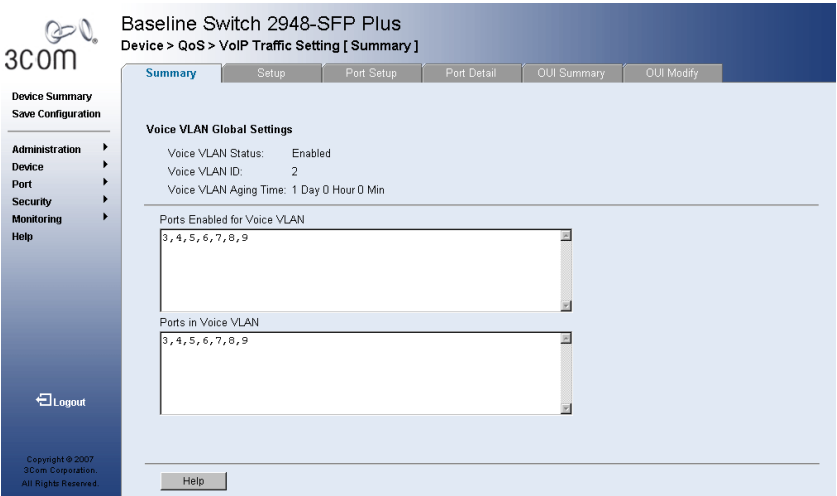 3COM
Baseline Switch 2948-SFP Plus
Device > QoS > VoIP Traffic Setting [ Summary ]
Summary Setup Port Setup Port Detail OUI Summary OUI Modify
Device Summary
Save Configuration
Administration
Device
Port
Security
Monitoring
Help
Logout
Copyright © 2007
3Com Corporation.
All Rights Reserved.
Voice VLAN Global Settings
Voice VLAN Status: Enabled
Voice VLAN ID: 2
Voice VLAN Aging Time: 1 Day 0 Hour 0 Min
Ports Enabled for Voice VLAN
3,4,5,6,7,8,9
Ports in Voice VLAN
3,4,5,6,7,8,9
Help